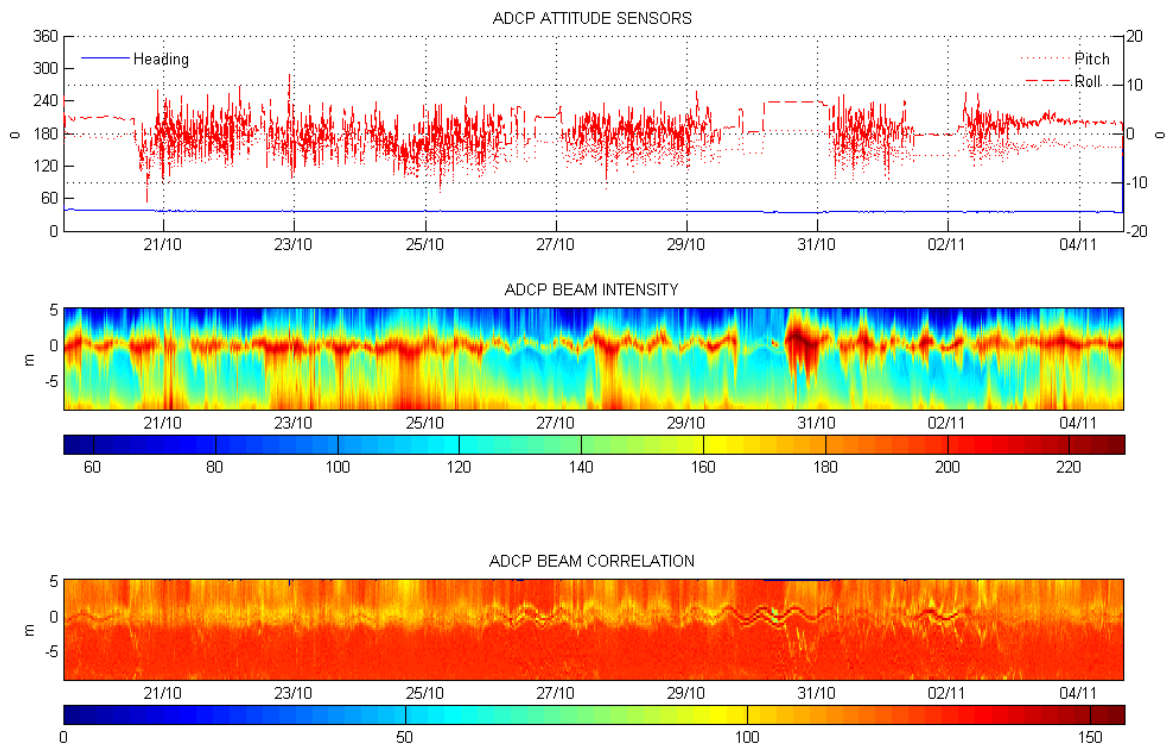 ADCP ATTITUDE SENSORS
360 20
300
240 10
180 0
120
60 -10
0 -20
o o
Heading Pitch
Roll
21/10 23/10 25/10 27/10 29/10 31/10 02/11 04/11
ADCP BEAM INTENSITY
5
0
-5
m
21/10 23/10 25/10 27/10 29/10 31/10 02/11 04/11
60 80 100 120 140 160 180 200 220
ADCP BEAM CORRELATION
5
0
-5
m
21/10 23/10 25/10 27/10 29/10 31/10 02/11 04/11
0 50 100 150